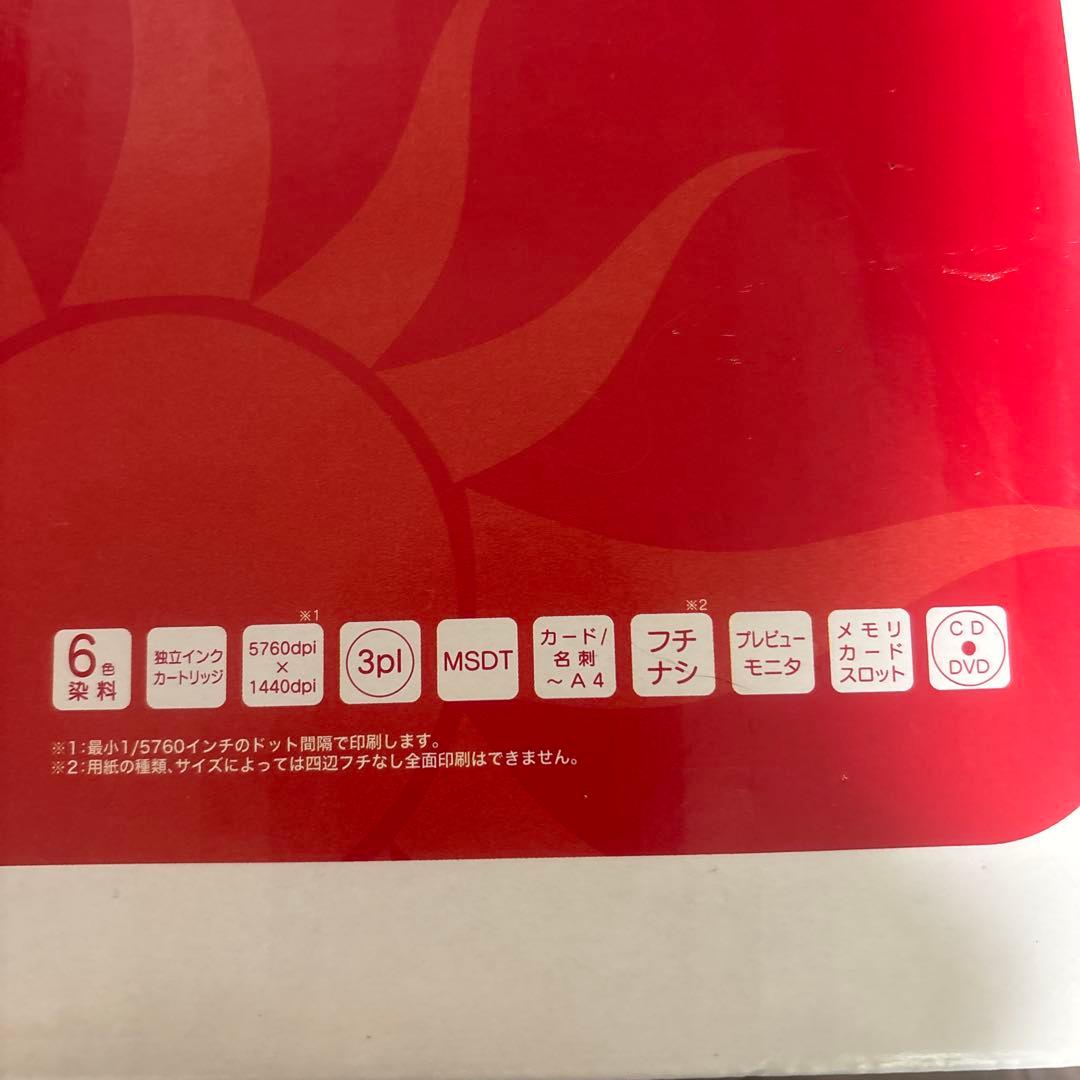 6色
染料
独立インク
カートリッジ
※1
5760dpi
×
1440dpi
3pl
MSDT
カード/
名刺
～A4
※2
フチ
ナシ
プレビュー
モニタ
メモリ
カード
スロット
CD
DVD
※1:最小1/5760インチのドット間隔で印刷します。
※2:用紙の種類、サイズによっては四辺フチなし全面印刷はできません。